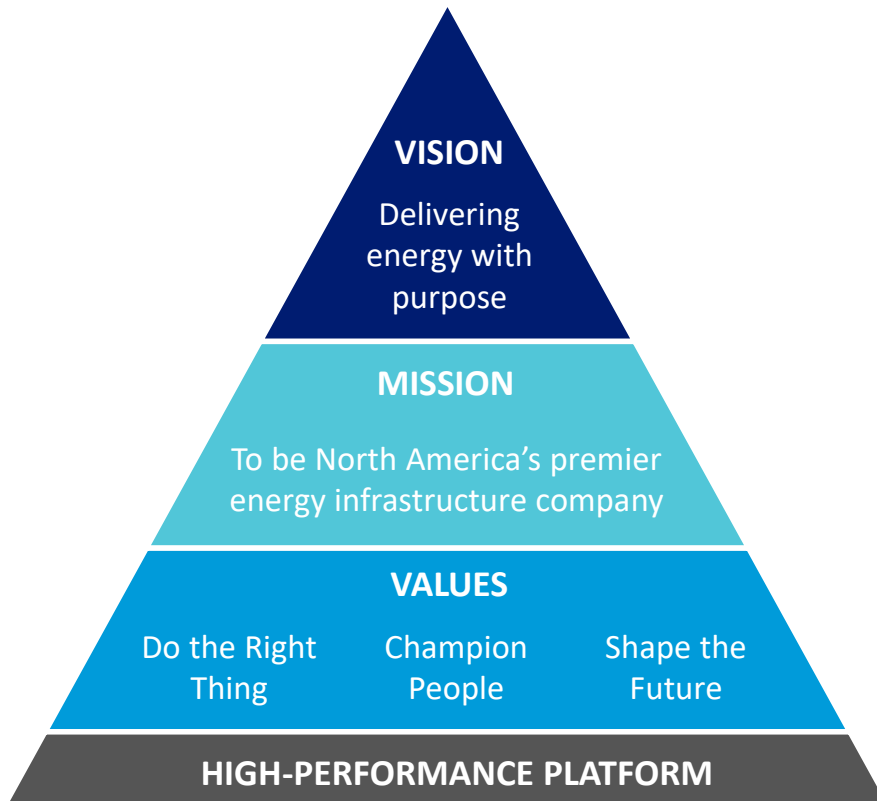 VISION
Delivering
energy with
purpose
MISSION
To be North America’s premier
energy infrastructure company
VALUES
Do the Right
Thing
Champion
People
Shape the
Future
HIGH-PERFORMANCE PLATFORM